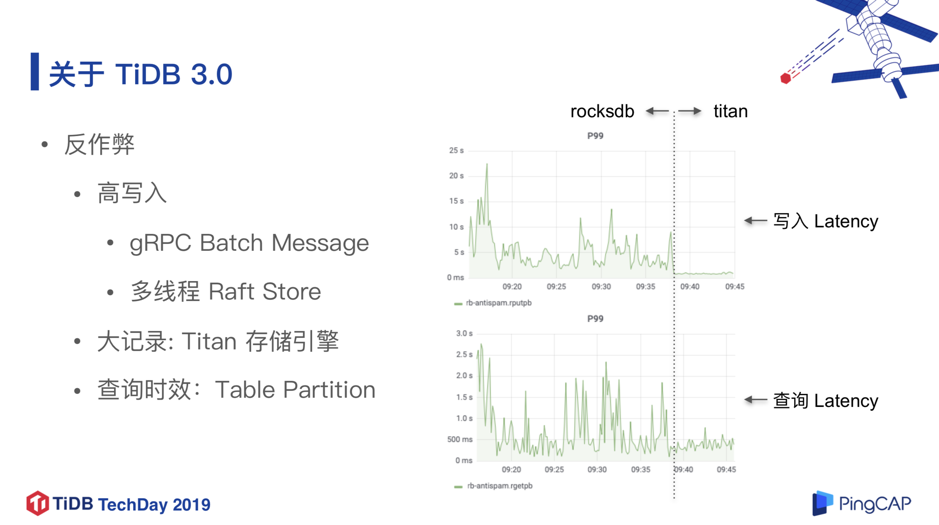 关于 TiDB 3.0
• 反作弊
• 高写入
• gRPC Batch Message
• 多线程 Raft Store
• 大记录: Titan 存储引擎
• 查询时效：Table Partition
rocksdb
titan
P99
25 s
20 s
15 s
10 s
5 s
0 ms
09:20 09:25 09:30 09:35 09:40 09:45
rb-antispam.rputpb
写入 Latency
P99
3.0 s
2.5 s
2.0 s
1.5 s
1.0 s
500 ms
0 ms
09:20 09:25 09:30 09:35 09:40 09:45
rb-antispam.rgetpb
查询 Latency
TiDB TechDay 2019
PingCAP